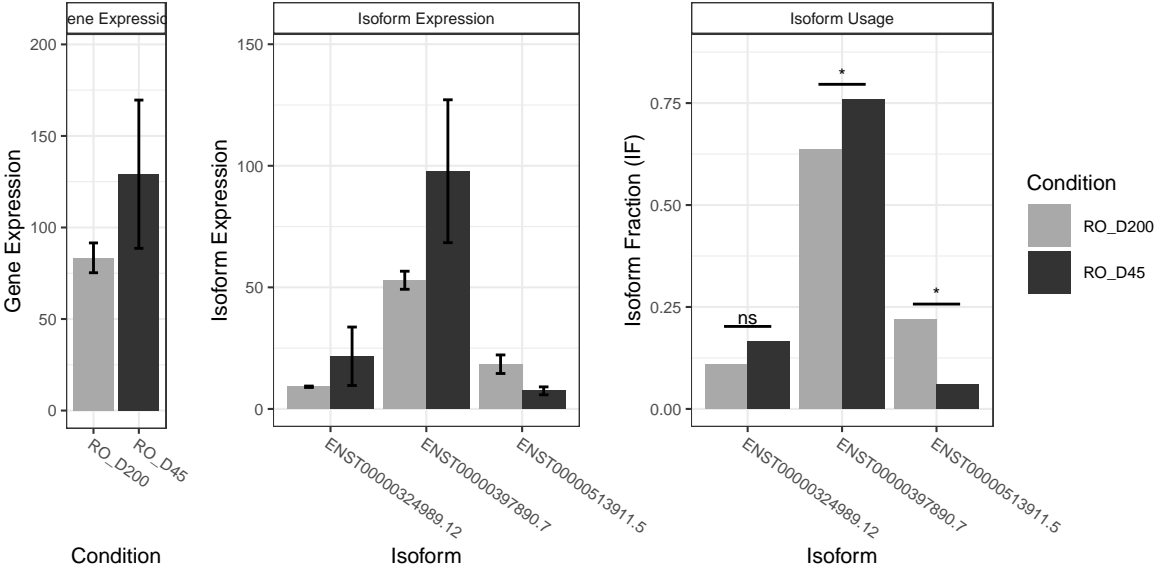 ene Expressio
Gene Expression
200
150
100
50
0
RO_D200
RO_D45
Condition
Isoform Expression
Isoform Expression
150
100
50
0
ENST00000324989.12
ENST00000397890.7
ENST00000513911.5
Isoform
Isoform Usage
Isoform Fraction (IF)
0.75
0.50
0.25
0.00
ns
*
*
ENST00000324989.12
ENST00000397890.7
ENST00000513911.5
Isoform
Condition
RO_D200
RO_D45